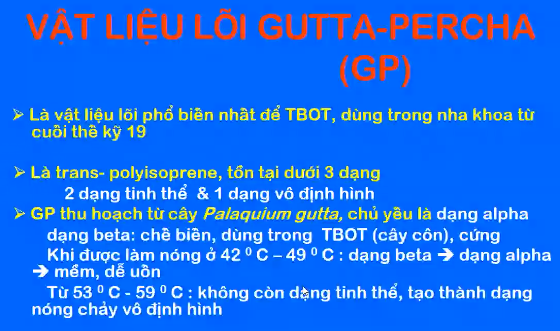 VẬT LIỆU LÕI GUTTA-PERCHA
(GP)
➢ Là vật liệu lõi phổ biến nhất để TBOT, dùng trong nha khoa từ
cuối thế kỷ 19
➢ Là trans- polyisoprene, tồn tại dưới 3 dạng
2 dạng tinh thể & 1 dạng vô định hình
➢ GP thu hoạch từ cây Palaquium gutta, chủ yếu là dạng alpha
dạng beta: chế biến, dùng trong TBOT (cây côn), cứng
Khi được làm nóng ở 42 ⁰ C – 49 ⁰ C : dạng beta ➔ dạng alpha
➔ mềm, dễ uốn
Từ 53 ⁰ C - 59 ⁰ C : không còn dạng tinh thể, tạo thành dạng
nóng chảy vô định hình